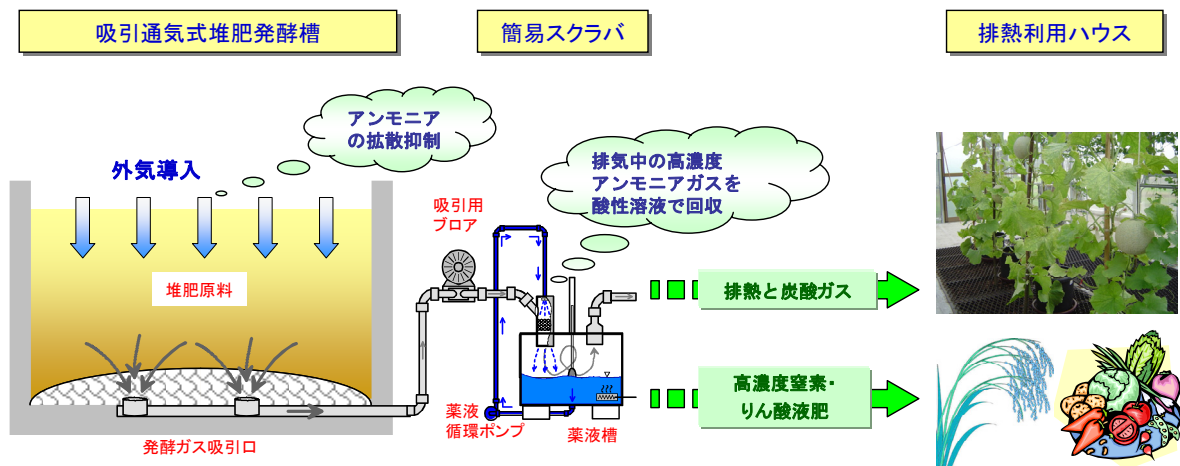 吸引通気式堆肥発酵槽
簡易スクラバ
排熱利用ハウス
アンモニア
の拡散抑制
外気導入
排気中の高濃度
アンモニアガスを
酸性溶液で回収
吸引用
ブロア
堆肥原料
排熱と炭酸ガス
高濃度窒素・
りん酸液肥
薬液
循環ポンプ
薬液槽
発酵ガス吸引口